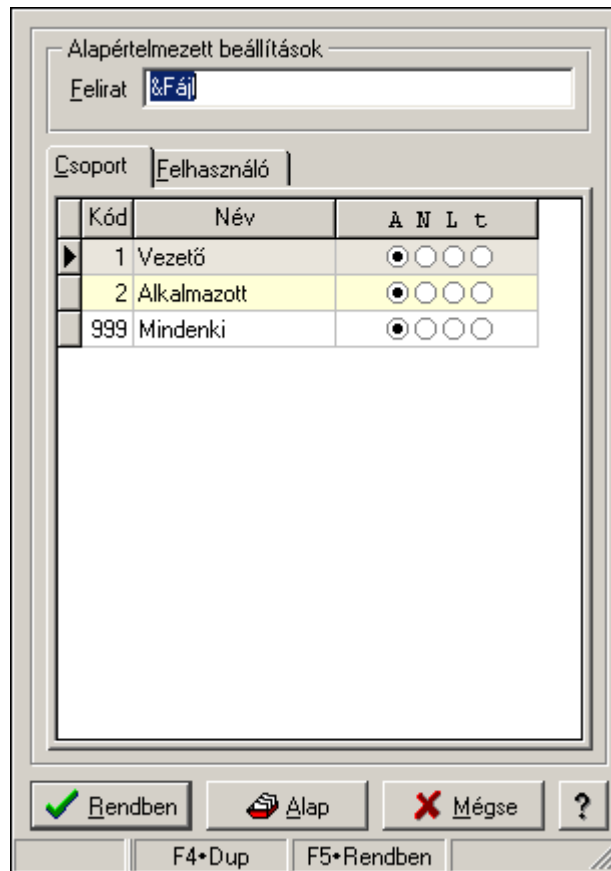 Alapértelmezett beállítások
Felirat &Fájl
Csoport Felhasználó
Kód Név A N L t
1 Vezető
2 Alkalmazott
999 Mindenki
Rendben Alap Mégse ?
F4•Dup F5•Rendben